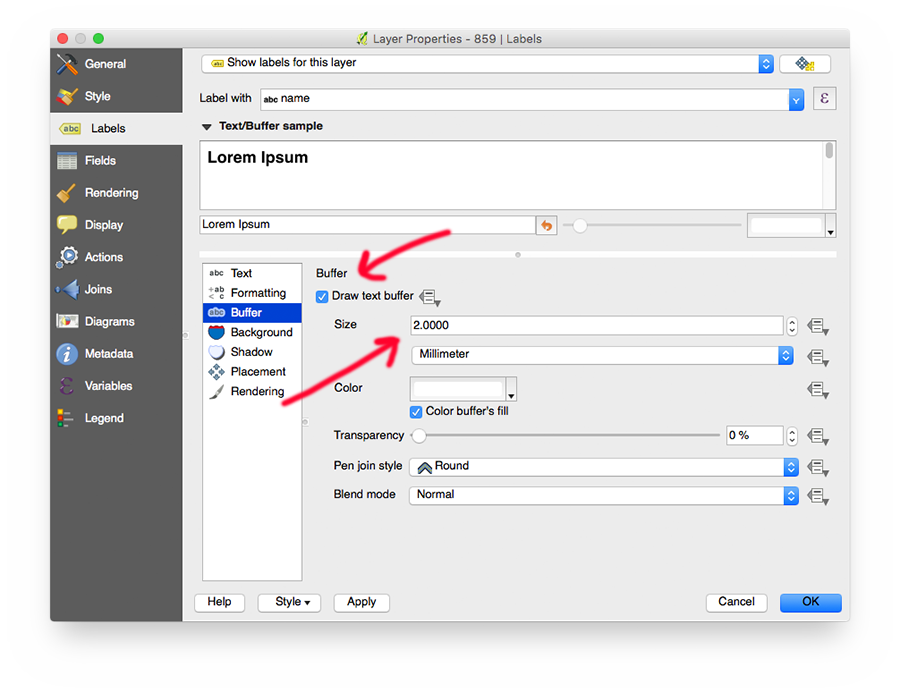 Layer Properties - 859 | Labels
General
Style
Labels
Fields
Rendering
Display
Actions
Joins
Diagrams
Metadata
Variables
Legend
abc
abc Show labels for this layer
Label with abc name ε
Text/Buffer sample
Lorem Ipsum
Lorem Ipsum
abc Text
+ab < c Formatting
abc Buffer
Background
Shadow
Placement
Rendering
Buffer
Draw text buffer
Size 2.0000
Millimeter
Color
Color buffer's fill
Transparency 0 %
Pen join style Round
Blend mode Normal
Help Style Apply Cancel OK